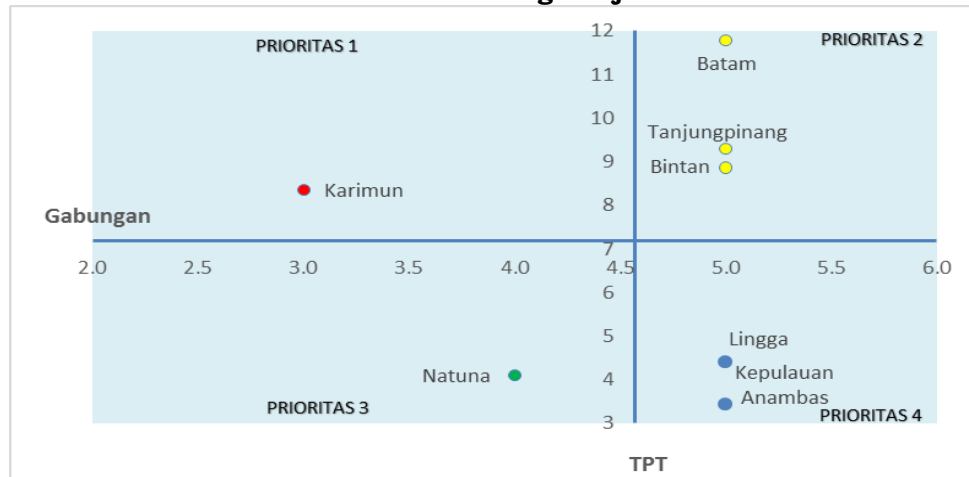 12
PRIORITAS 1
PRIORITAS 2
Batam
11
10
Tanjungpinang
9
Bintan
Karimun
8
Gabungan
7
2.0 2.5 3.0 3.5 4.0 4.5 5.0 5.5 6.0
6
5
Lingga
Natuna
4
Kepulauan
Anambas
PRIORITAS 3
PRIORITAS 4
3
TPT